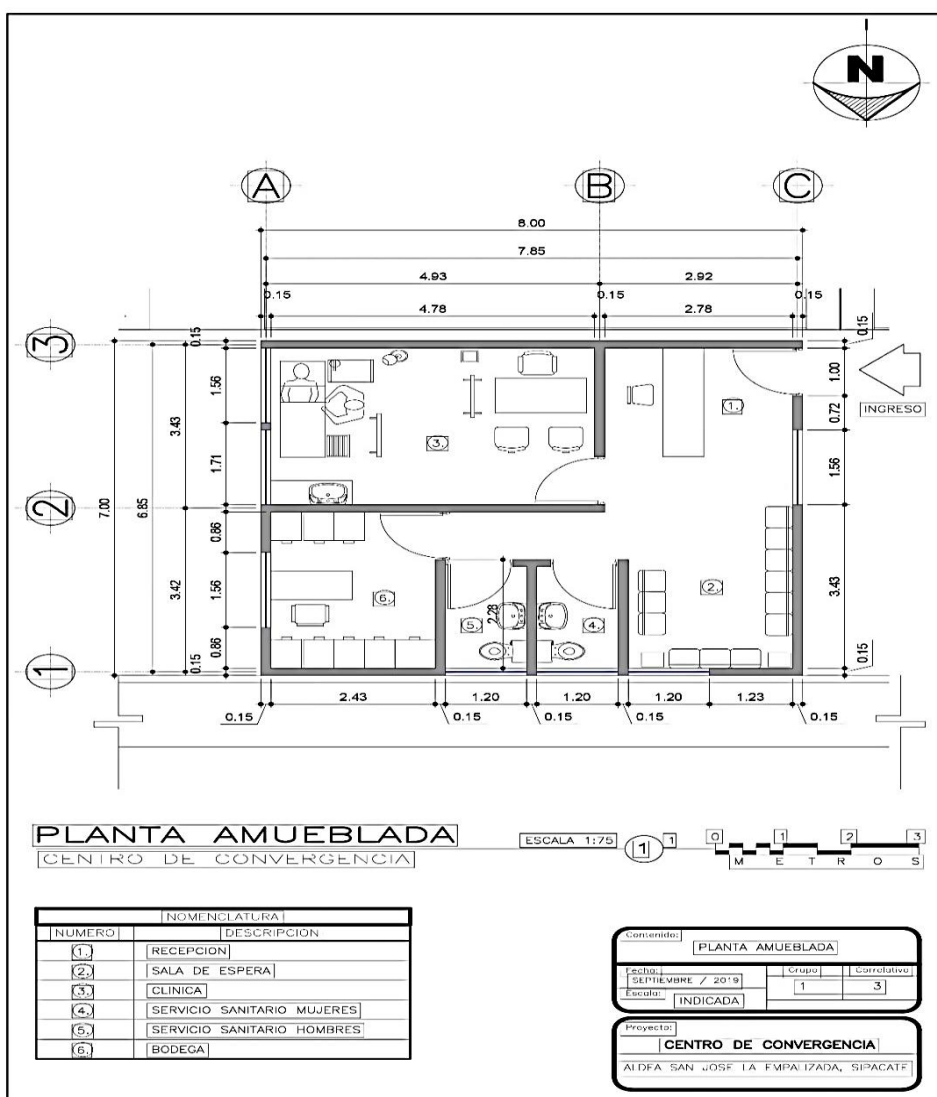 N
A B C
8.00
7.85
4.93 2.92
0.15 0.15 0.15
4.78 2.78
3 0.15 0.15
1.56 1.00
INGRESO
3.43 1. 0.72
3. 1.71 1.56
7.00 6.85
2
0.86
3.42 1.56 6. 2.28 5. 4. 2. 3.43
0.86
1 0.15 0.15
2.43 1.20 1.20 1.20 1.23
0.15 0.15 0.15 0.15 0.15
PLANTA AMUEBLADA
CENTRO DE CONVERGENCIA
ESCALA 1:75 1 1
0 1 2 3
M E T R O S
NOMENCLATURA
NUMERO DESCRIPCION
1. RECEPCION
2. SALA DE ESPERA
3. CLINICA
4. SERVICIO SANITARIO MUJERES
5. SERVICIO SANITARIO HOMBRES
6. BODEGA
Contenido:
PLANTA AMUEBLADA
Fecha:
SEPTIEMBRE / 2019
Grupo Correlativo
1 3
Escala:
INDICADA
Proyecto:
CENTRO DE CONVERGENCIA
ALDEA SAN JOSE LA EMPALIZADA, SIPACATE